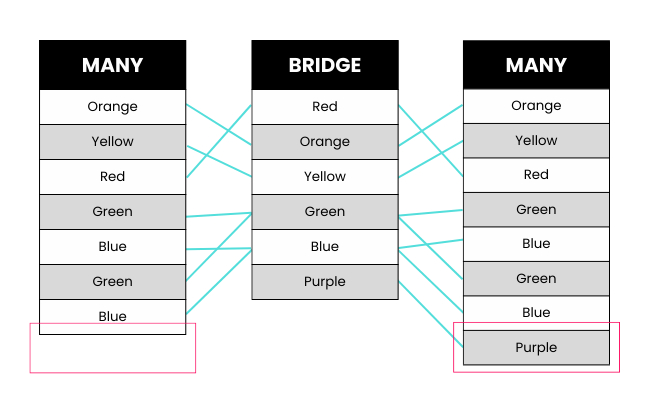 MANY
Orange
Yellow
Red
Green
Blue
Green
Blue
BRIDGE
Red
Orange
Yellow
Green
Blue
Purple
MANY
Orange
Yellow
Red
Green
Blue
Green
Blue
Purple